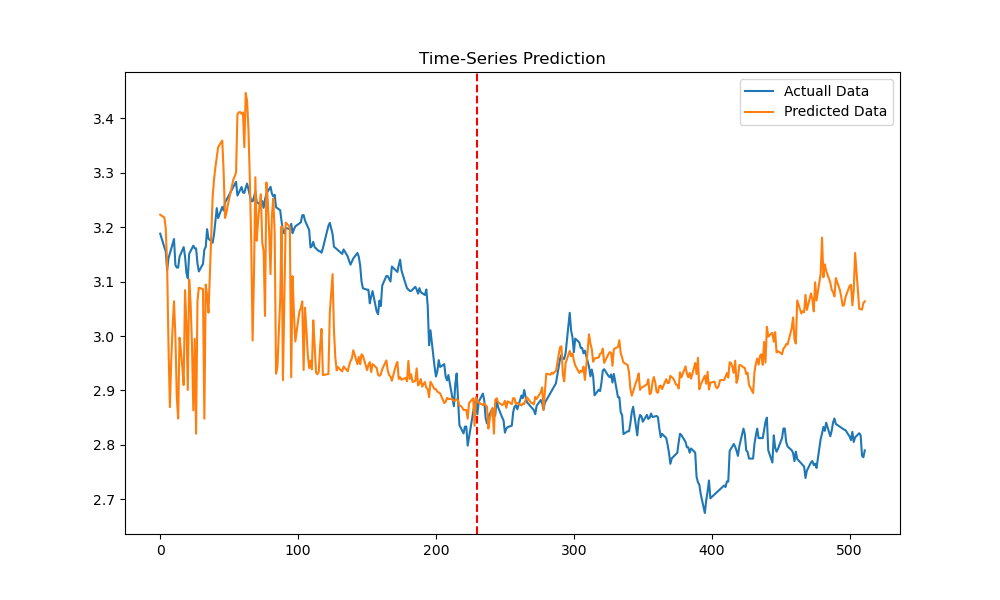 Time-Series Prediction
Actuall Data
Predicted Data
3.4
3.3
3.2
3.1
3.0
2.9
2.8
2.7
0 100 200 300 400 500